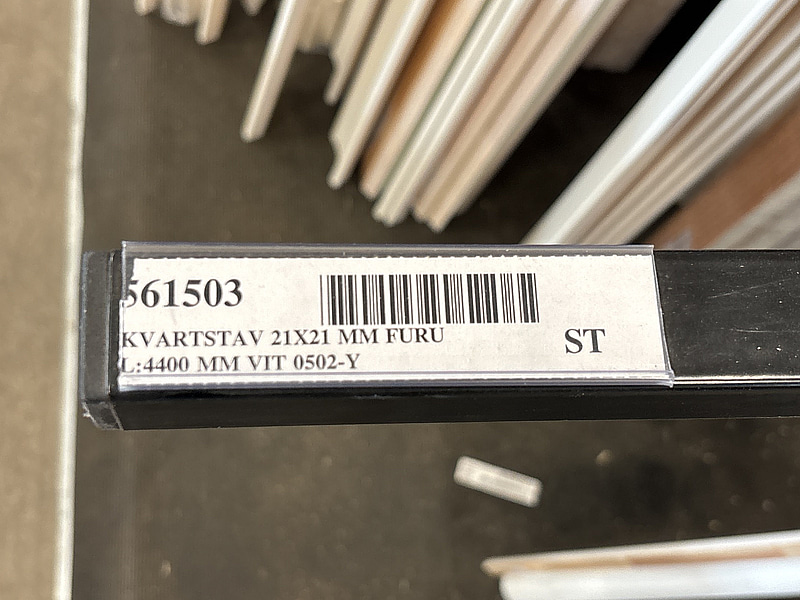 561503
KVARTSTAV 21X21 MM FURU
ST
L:4400 MM VIT 0502-Y